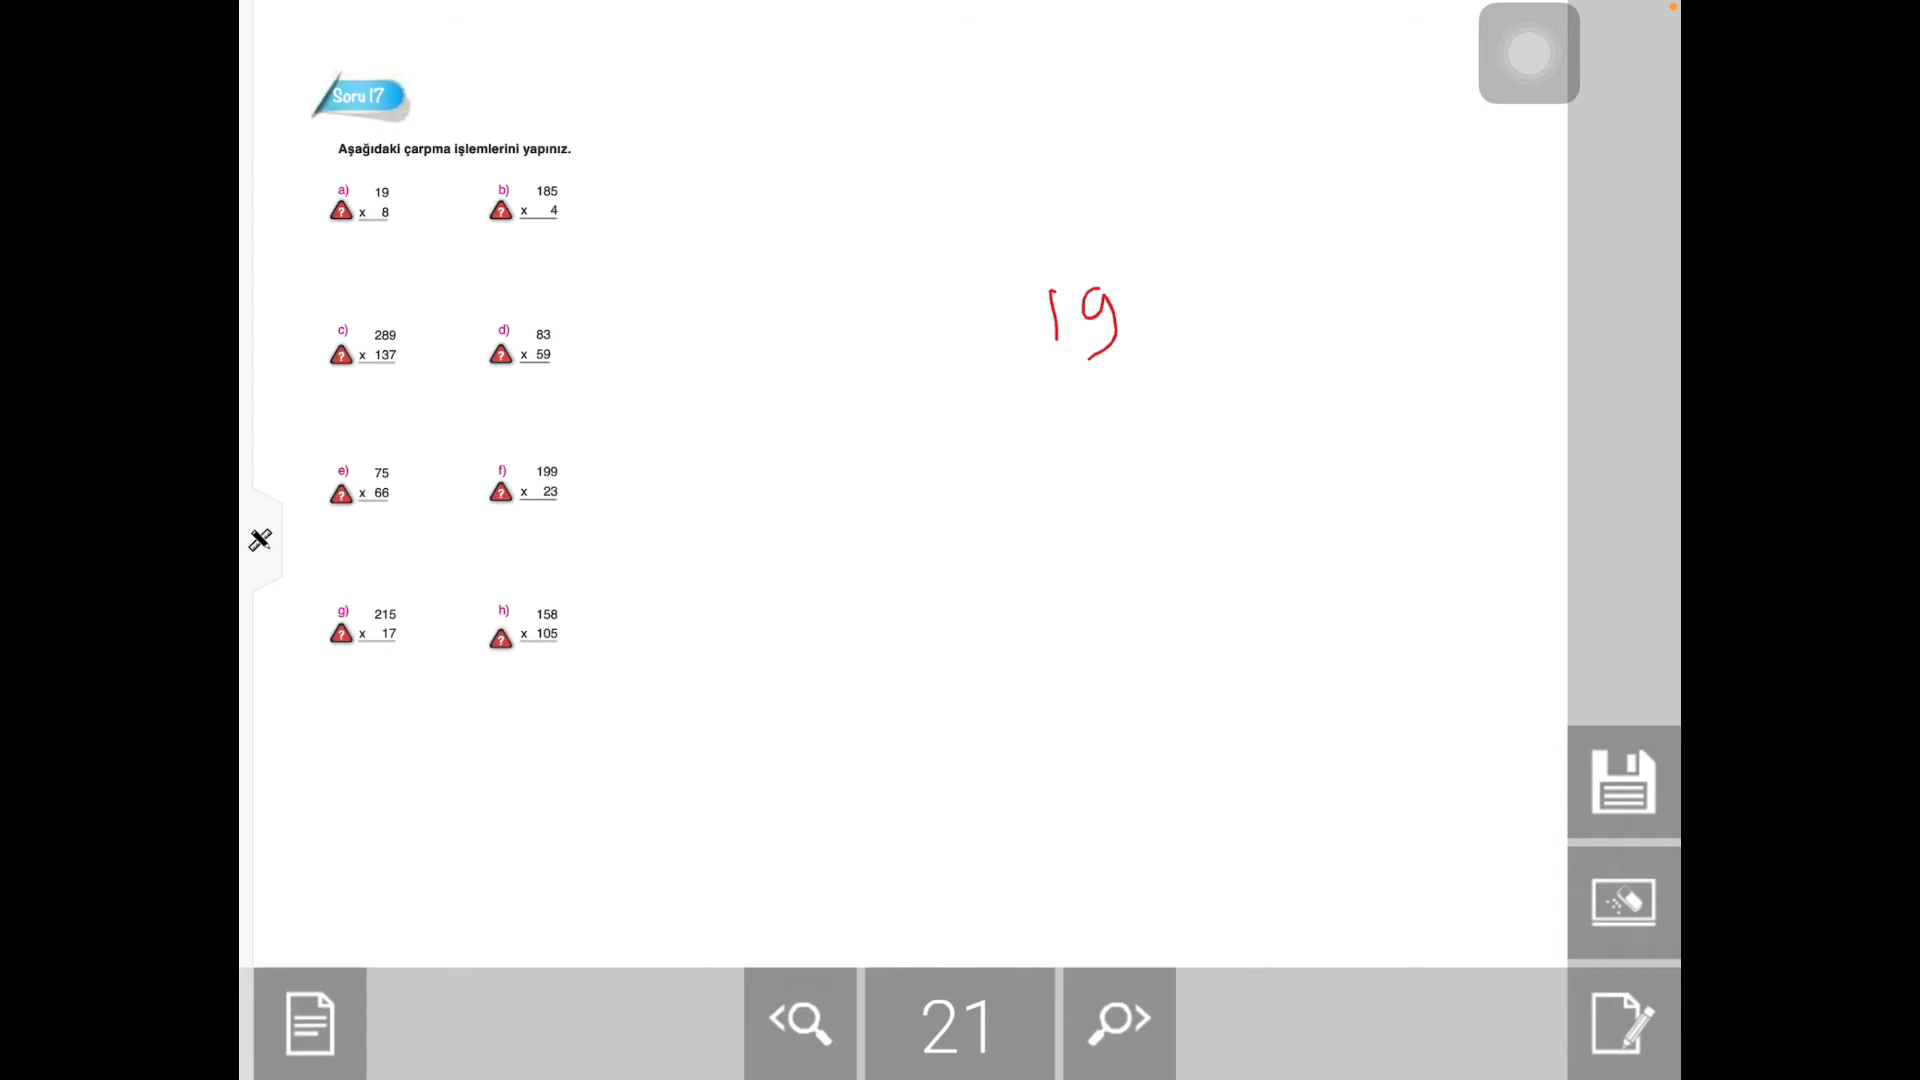 Soru 17
Aşağıdaki çarpma işlemlerini yapınız.
a) 19
x 8
b) 185
x 4
19
c) 289
x 137
d) 83
x 59
e) 75
x 66
f) 199
x 23
g) 215
x 17
h) 158
x 105
21